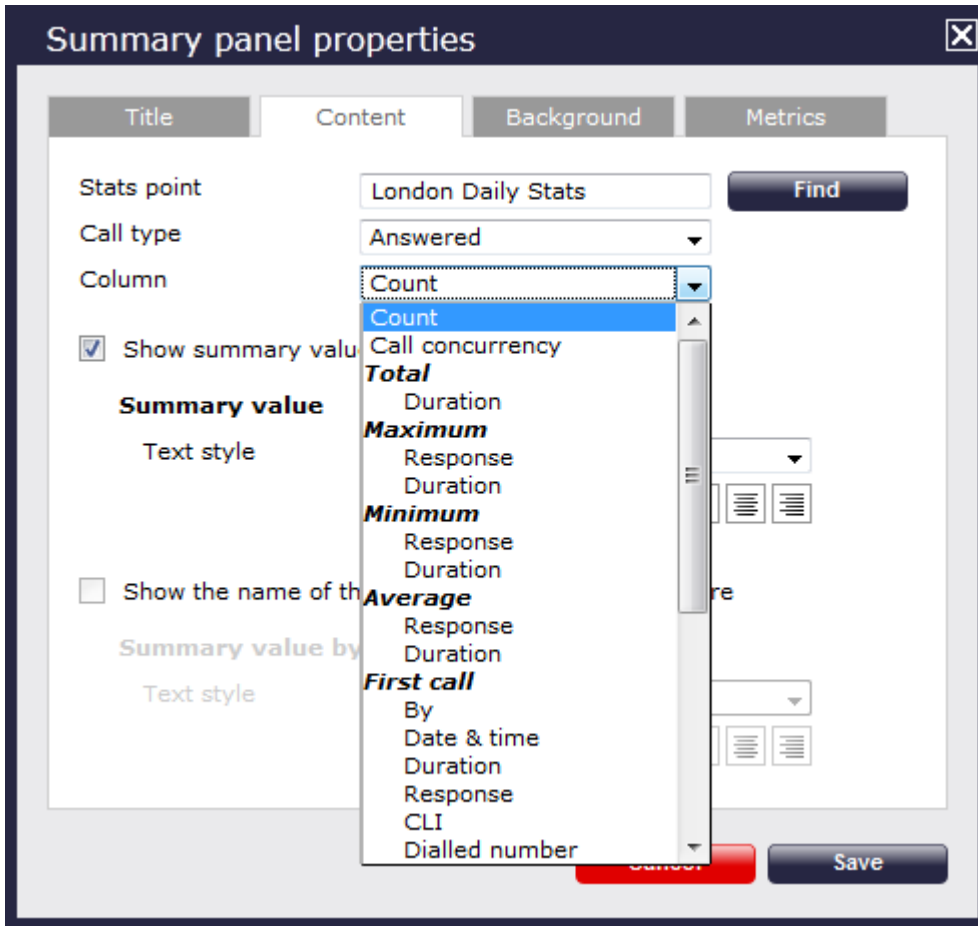 Summary panel properties
Title Content Background Metrics
Stats point London Daily Stats Find
Call type Answered
Column Count
Count
Show summary valu Call concurrency
Total
Summary value Duration
Maximum
Text style Response
Duration
Minimum
Response
Duration
Show the name of th Average re
Response
Summary value by Duration
First call
Text style
By
Date & time
Duration
Response
CLI
Dialled number
Save